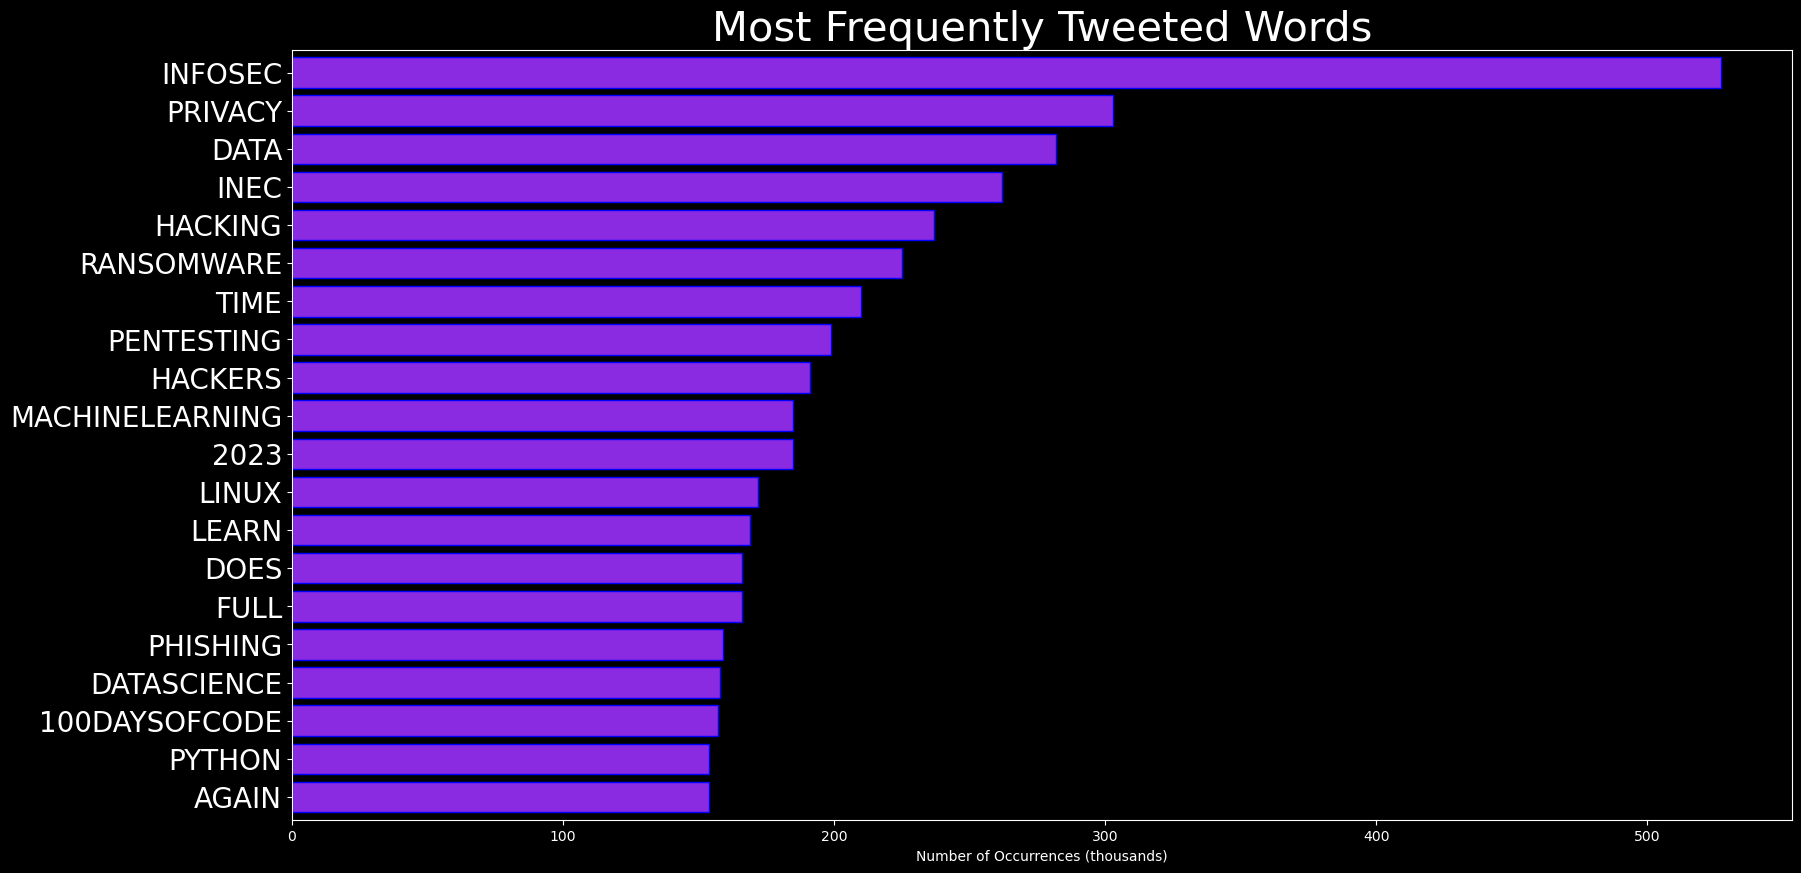 Most Frequently Tweeted Words
INFOSEC
PRIVACY
DATA
INEC
HACKING
RANSOMWARE
TIME
PENTESTING
HACKERS
MACHINELEARNING
2023
LINUX
LEARN
DOES
FULL
PHISHING
DATASCIENCE
100DAYSOFCODE
PYTHON
AGAIN
0 100 200 300 400 500
Number of Occurrences (thousands)